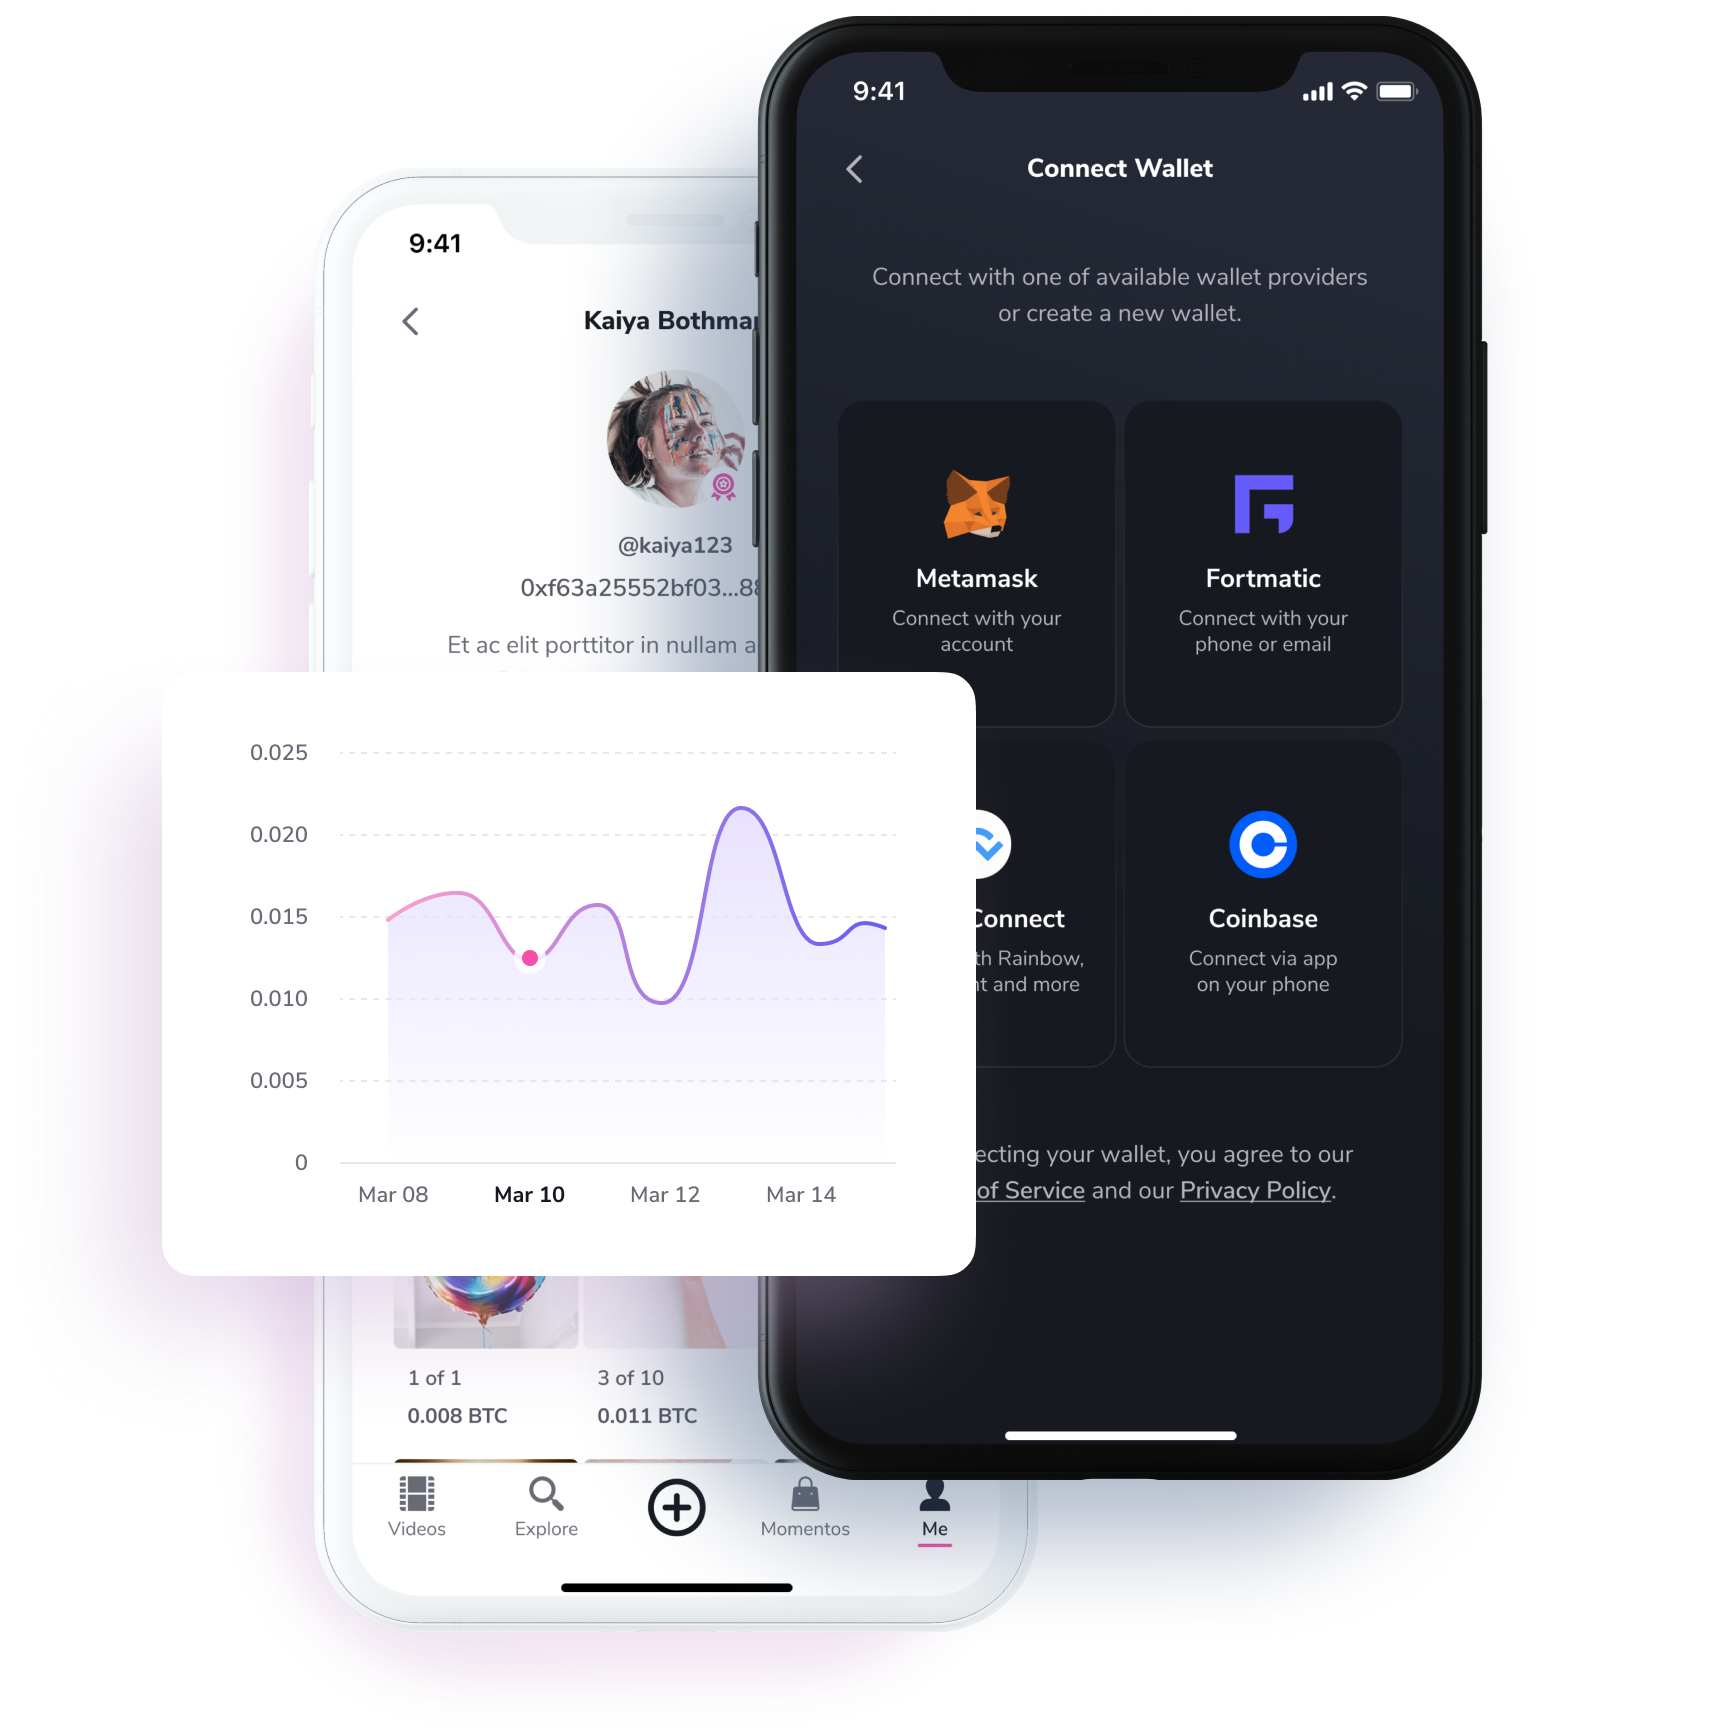 9:41
Connect Wallet
Connect with one of available wallet providers
or create a new wallet.
Metamask
Connect with your
account
Fortmatic
Connect with your
phone or email
Connect
Rainbow,
and more
Coinbase
Connect via app
on your phone
your wallet, you agree to our
of Service and our Privacy Policy.
9:41
Kaiya
@kaiya123
0xf63a25552bf03...8
Et ac elit porttitor in nullam a
0.025
0.020
0.015
0.010
0.005
0
Mar 08
Mar 10
Mar 12
Mar 14
1 of 1
0.008 BTC
3 of 10
0.011 BTC
Videos
Explore
Momentos
Me